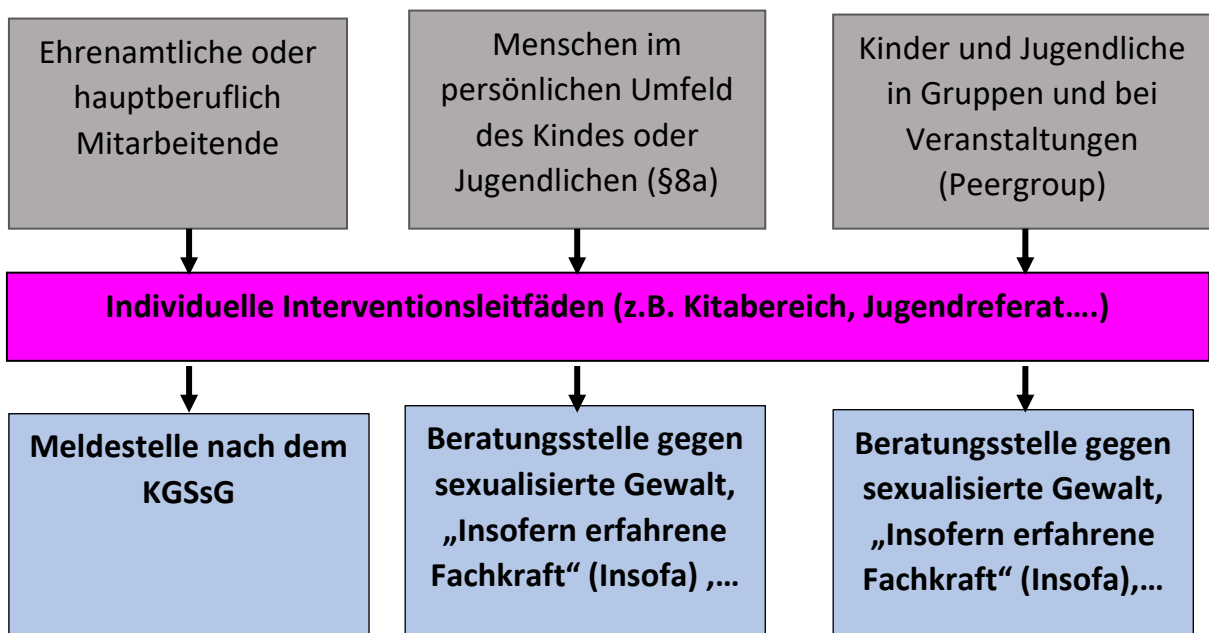 Ehrenamtliche oder
hauptberuflich
Mitarbeitende
Menschen im
persönlichen Umfeld
des Kindes oder
Jugendlichen (§8a)
Kinder und Jugendliche
in Gruppen und bei
Veranstaltungen
(Peergroup)
Individuelle Interventionsleitfäden (z.B. Kitabereich, Jugendreferat….)
Meldestelle nach dem
KGSsG
Beratungsstelle gegen
sexualisierte Gewalt,
„Insofern erfahrene
Fachkraft“ (Insofa) ,…
Beratungsstelle gegen
sexualisierte Gewalt,
„Insofern erfahrene
Fachkraft“ (Insofa),…